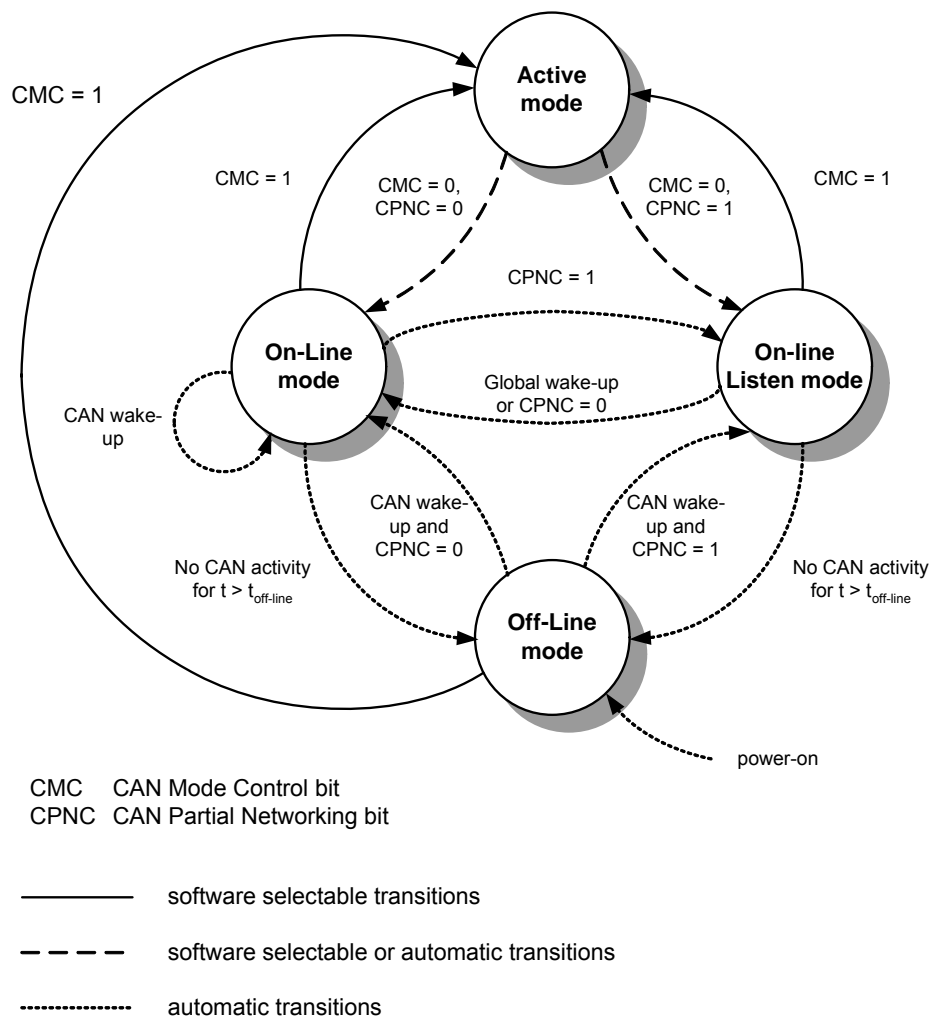 Active
mode
CMC = 1
CMC = 1
CMC = 0,
CPNC = 0
CMC = 0,
CPNC = 1
CMC = 1
CPNC = 1
On-Line
mode
On-line
Listen mode
Global wake-up
or CPNC = 0
CAN wake-
up
CAN wake-
up and
CPNC = 0
CAN wake-
up and
CPNC = 1
No CAN activity
for t > toff-line
No CAN activity
for t > toff-line
Off-Line
mode
power-on
CMC CAN Mode Control bit
CPNC CAN Partial Networking bit
software selectable transitions
software selectable or automatic transitions
automatic transitions